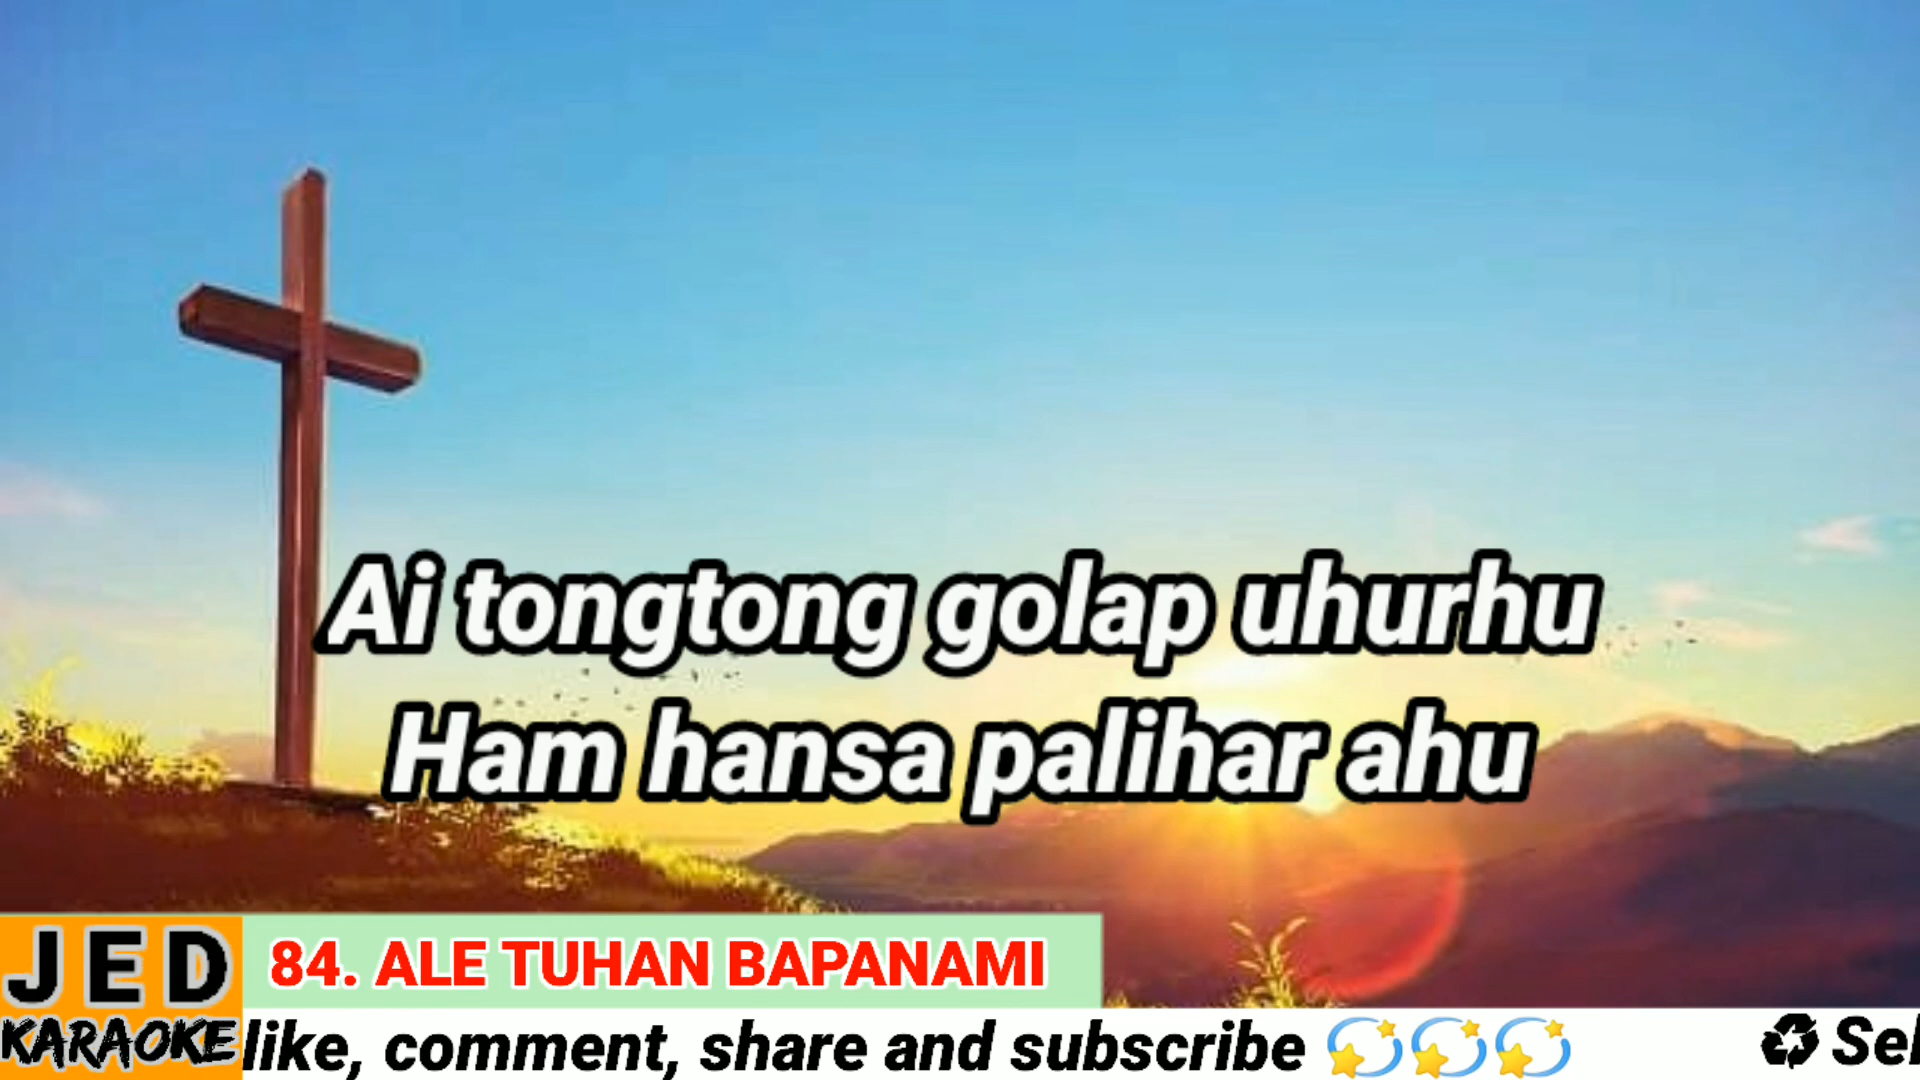 Ai tongtong golap uhurhu
Ham hansa palihar ahu
JED
KARAOKE
84. ALE TUHAN BAPANAMI
like, comment, share and subscribe 💫💫💫 ♻ Sel